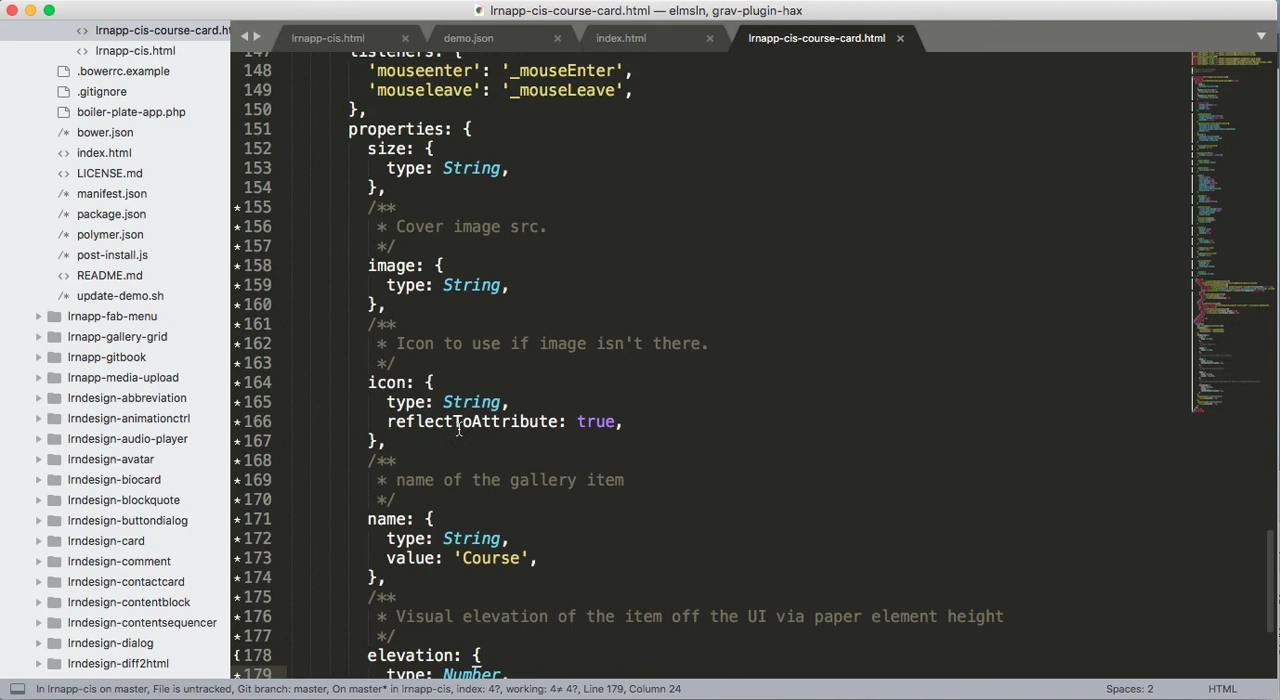 lrnapp-cis-course-card.html — elmsln, grav-plugin-hax
<> lrnapp-cis-course-card.ht
<> lrnapp-cis.html
.bowerrc.example
.gitignore
boiler-plate-app.php
/* bower.json
<> index.html
<> LICENSE.md
/* manifest.json
/* package.json
/* polymer.json
/* post-install.js
<> README.md
/* update-demo.sh
lrnapp-fab-menu
lrnapp-gallery-grid
lrnapp-gitbook
lrnapp-media-upload
lrndesign-abbreviation
lrndesign-animationctrl
lrndesign-audio-player
lrndesign-avatar
lrndesign-biocard
lrndesign-blockquote
lrndesign-buttondialog
lrndesign-card
lrndesign-comment
lrndesign-contactcard
lrndesign-contentblock
lrndesign-contentsequencer
lrndesign-dialog
lrndesign-diff2html
lrnapp-cis.html × demo.json × index.html × lrnapp-cis-course-card.html ×
147 listeners: {
148 'mouseenter': '_mouseEnter',
149 'mouseleave': '_mouseLeave',
150 },
151 properties: {
152 size: {
153 type: String,
154 },
*155 /**
*156 * Cover image src.
*157 */
*158 image: {
*159 type: String,
*160 },
*161 /**
*162 * Icon to use if image isn't there.
*163 */
*164 icon: {
*165 type: String,
*166 reflectToAttribute: true,
*167 },
*168 /**
*169 * name of the gallery item
*170 */
*171 name: {
*172 type: String,
*173 value: 'Course',
*174 },
*175 /**
*176 * Visual elevation of the item off the UI via paper element height
*177 */
{178 elevation: {
*179 type: Number,
In lrnapp-cis on master, File is untracked, Git branch: master, On master* in lrnapp-cis, index: 4?, working: 4≠ 4?, Line 179, Column 24 Spaces: 2 HTML